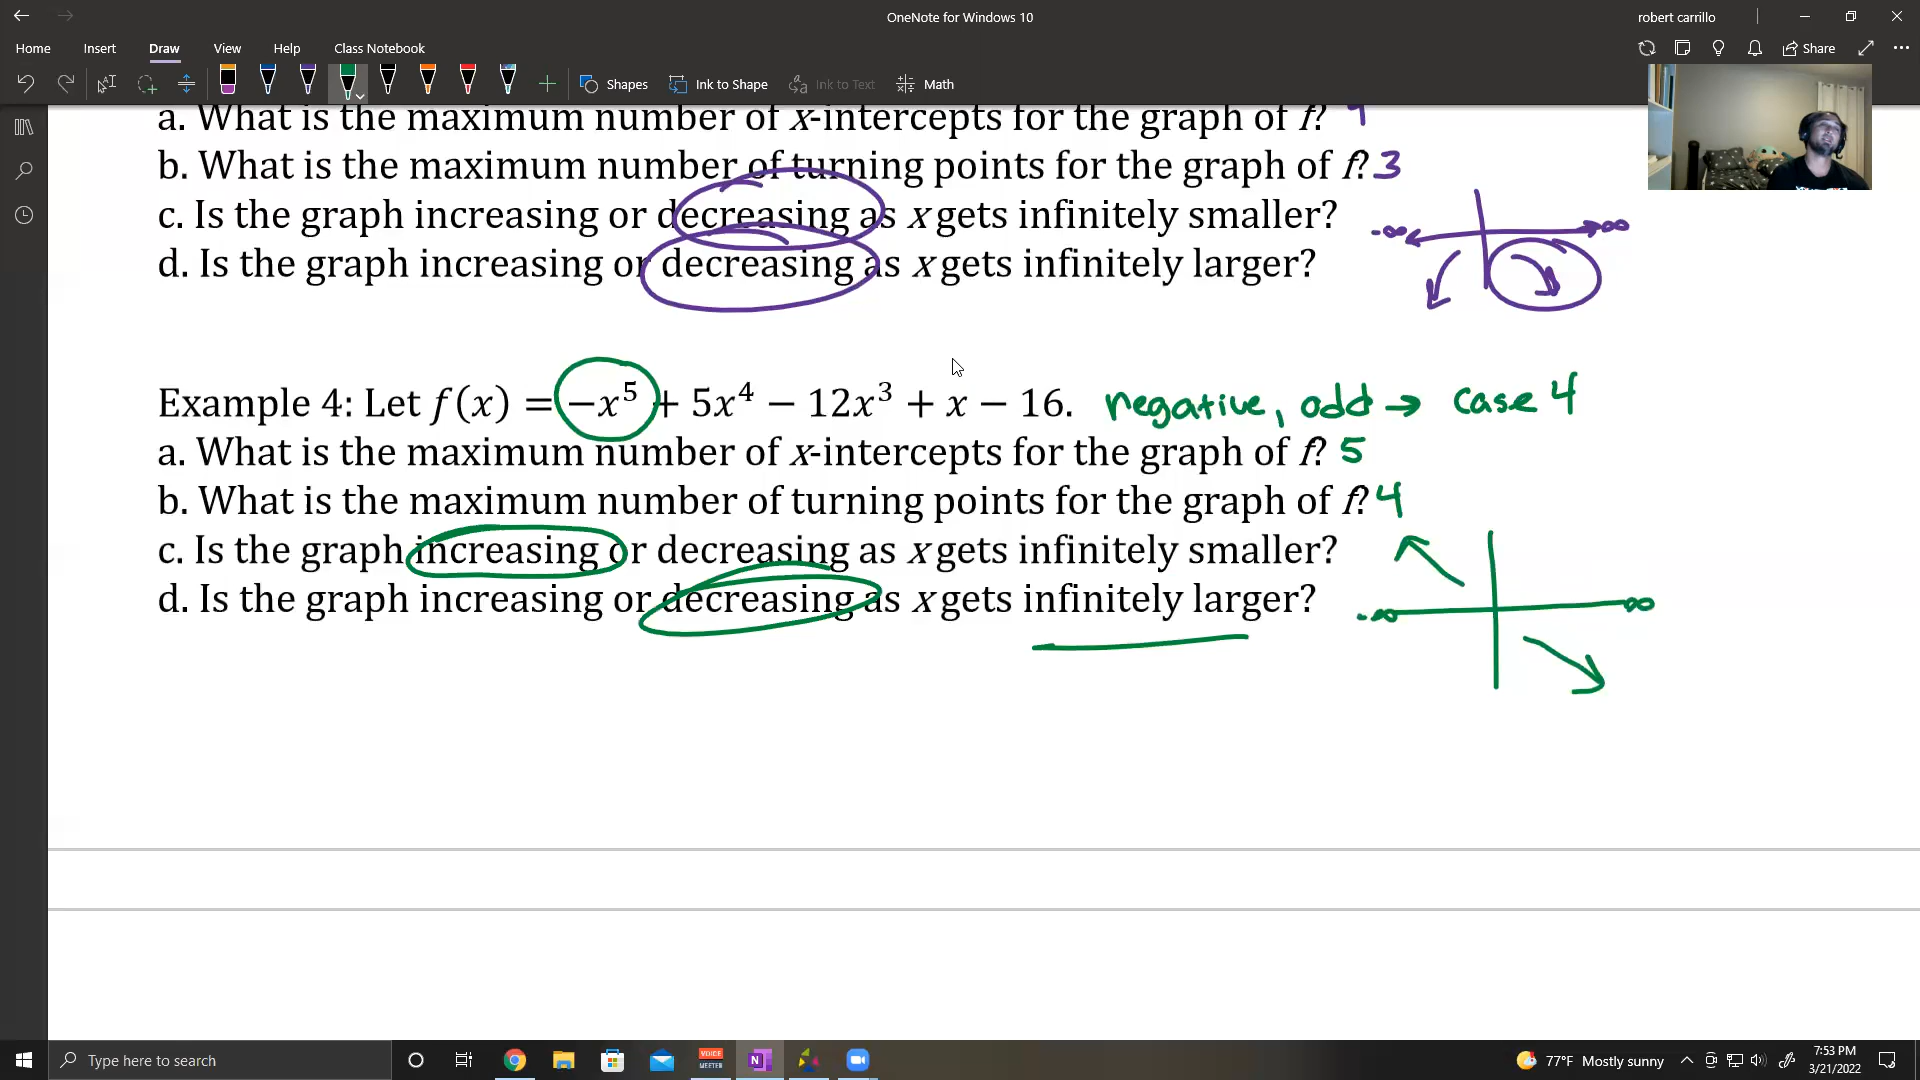 OneNote for Windows 10
robert carrillo
Home Insert Draw View Help Class Notebook
Share
Shapes Ink to Shape Ink to Text Math
a. What is the maximum number of x-intercepts for the graph of f?
b. What is the maximum number of turning points for the graph of f? 3
c. Is the graph increasing or decreasing as x gets infinitely smaller?
-∞ ∞
d. Is the graph increasing or decreasing as x gets infinitely larger?
Example 4: Let f(x) = −x⁵ + 5x⁴ − 12x³ + x − 16. negative, odd → case 4
a. What is the maximum number of x-intercepts for the graph of f? 5
b. What is the maximum number of turning points for the graph of f? 4
c. Is the graph increasing or decreasing as x gets infinitely smaller?
d. Is the graph increasing or decreasing as x gets infinitely larger?
-∞ ∞
Type here to search
VOICE
MEETER
77°F Mostly sunny
7:53 PM
3/21/2022